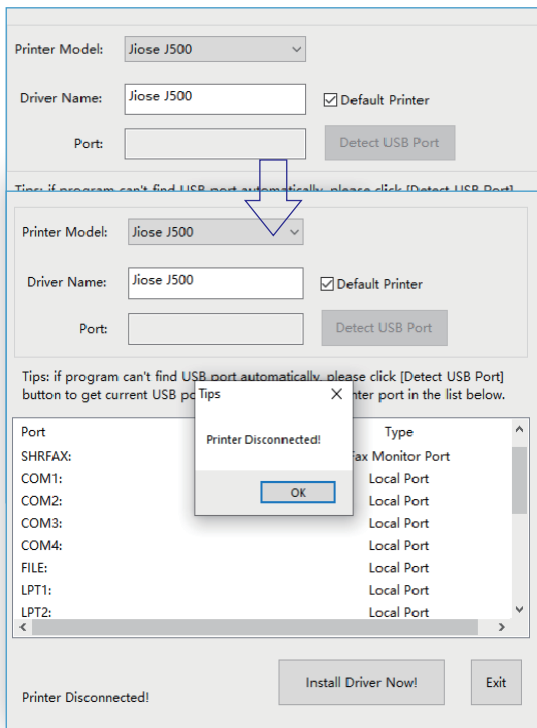 Printer Model: Jiose J500
Driver Name: Jiose J500 Default Printer
Port: Detect USB Port
Tips: if program can't find USB port automatically, please click [Detect USB Port]
Printer Model: Jiose J500
Driver Name: Jiose J500 Default Printer
Port: Detect USB Port
Tips: if program can't find USB port automatically, please click [Detect USB Port]
button to get current USB po nter port in the list below.
Tips
Printer Disconnected!
OK
Port Type
SHRFAX: Fax Monitor Port
COM1: Local Port
COM2: Local Port
COM3: Local Port
COM4: Local Port
FILE: Local Port
LPT1: Local Port
LPT2: Local Port
Printer Disconnected! Install Driver Now! Exit